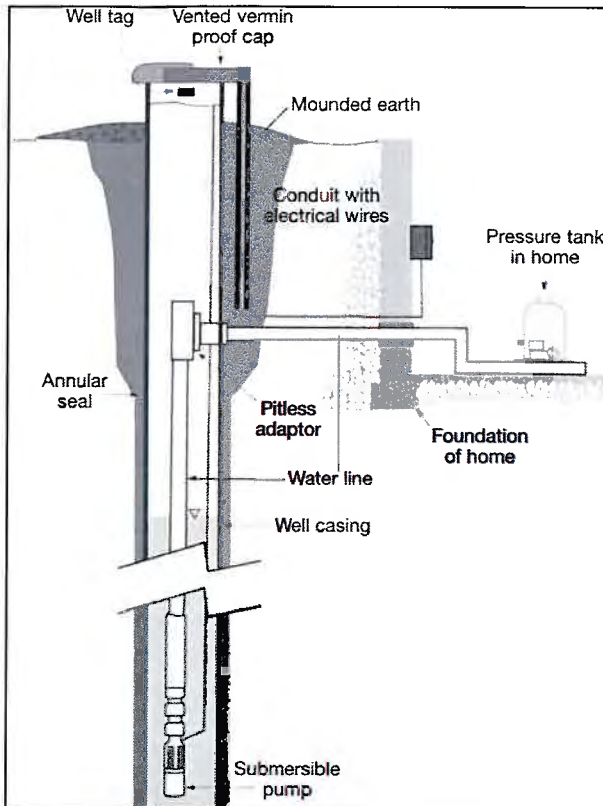 Well tag
Vented vermin
proof cap
Mounded earth
Conduit with
electrical wires
Pressure tank
in home
Annular
seal
Pitless
adaptor
Foundation
of home
Water line
Well casing
Submersible
pump